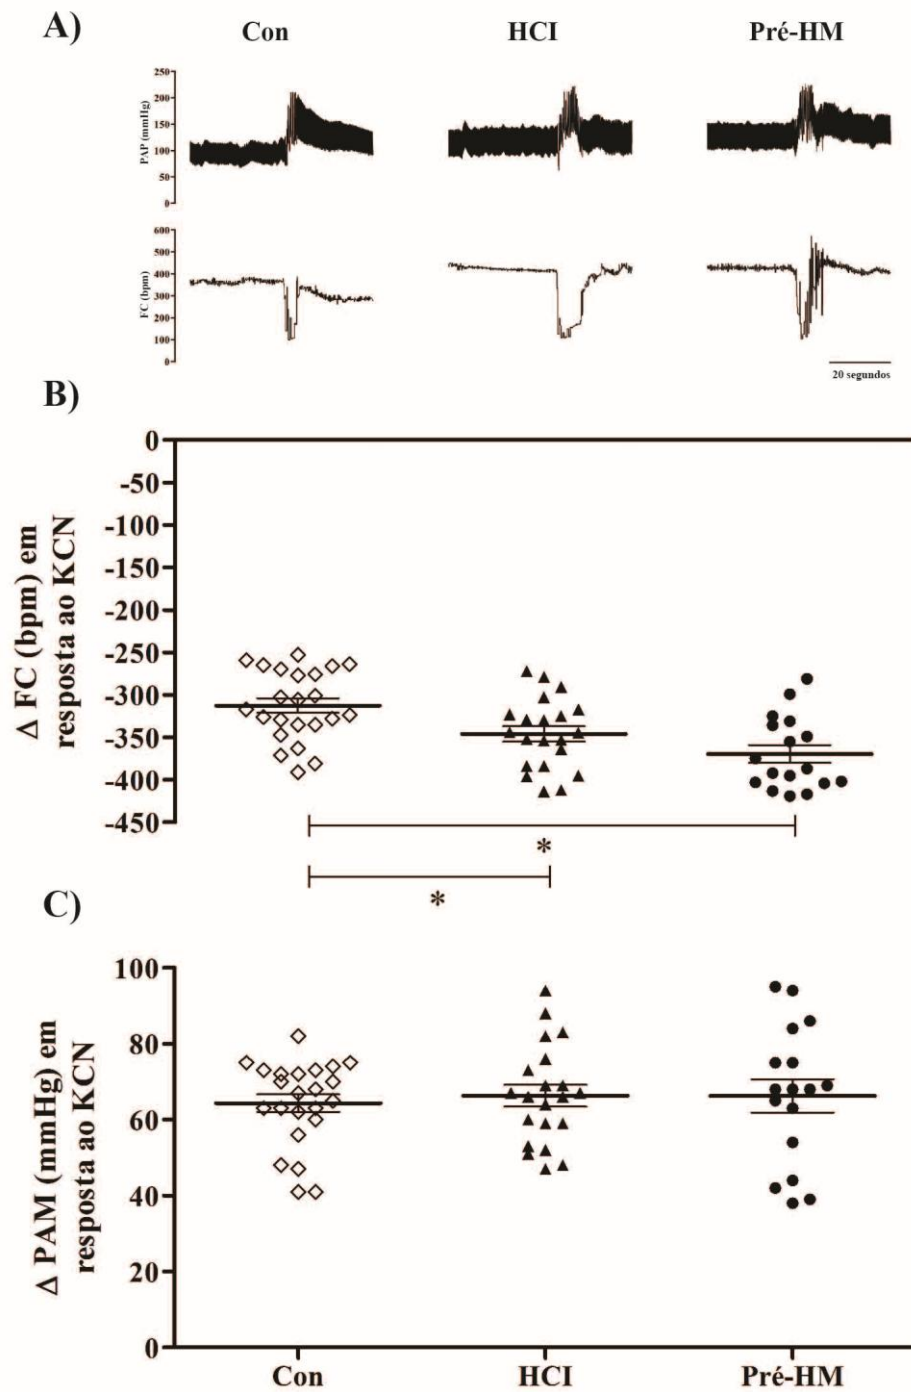 A)
Con HCI Pré-HM
PAP (mmHg)
250
200
150
100
50
0
FC (bpm)
600
500
400
300
200
100
0
20 segundos
B)
Δ FC (bpm) em
resposta ao KCN
0
-50
-100
-150
-200
-250
-300
-350
-400
-450
*
*
C)
Δ PAM (mmHg) em
resposta ao KCN
100
80
60
40
20
0
Con HCI Pré-HM